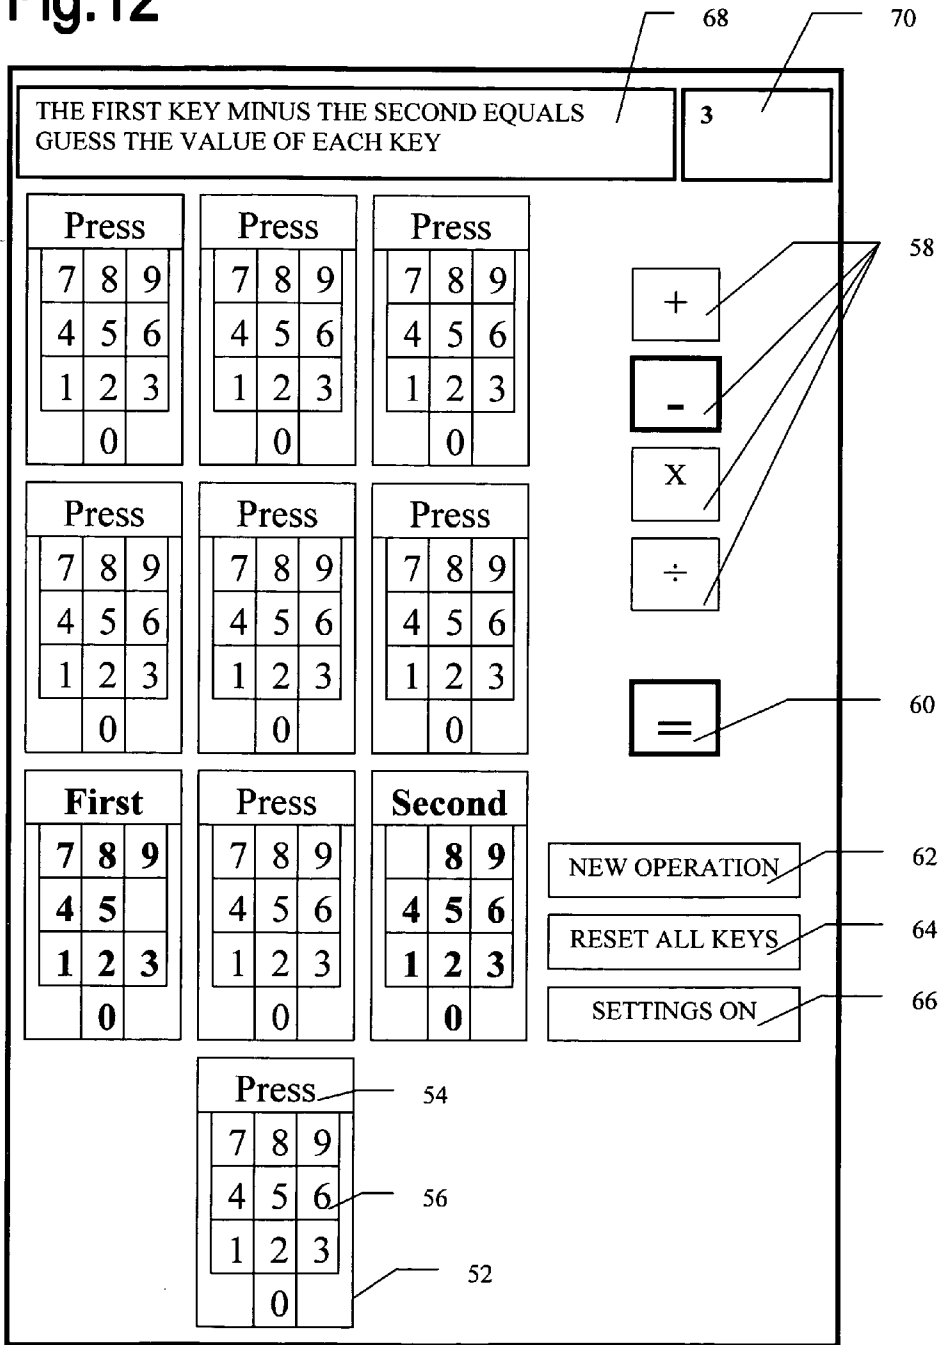 Fig.12
68 70
THE FIRST KEY MINUS THE SECOND EQUALS 3
GUESS THE VALUE OF EACH KEY
Press Press Press
7 8 9 7 8 9 7 8 9 58
4 5 6 4 5 6 4 5 6 +
1 2 3 1 2 3 1 2 3 -
0 0 0
X
Press Press Press
7 8 9 7 8 9 7 8 9 ÷
4 5 6 4 5 6 4 5 6
1 2 3 1 2 3 1 2 3
0 0 0 = 60
First Press Second
7 8 9 7 8 9 8 9 NEW OPERATION 62
4 5 4 5 6 4 5 6 RESET ALL KEYS 64
1 2 3 1 2 3 1 2 3
0 0 0 SETTINGS ON 66
Press 54
7 8 9
4 5 6 56
1 2 3 52
0